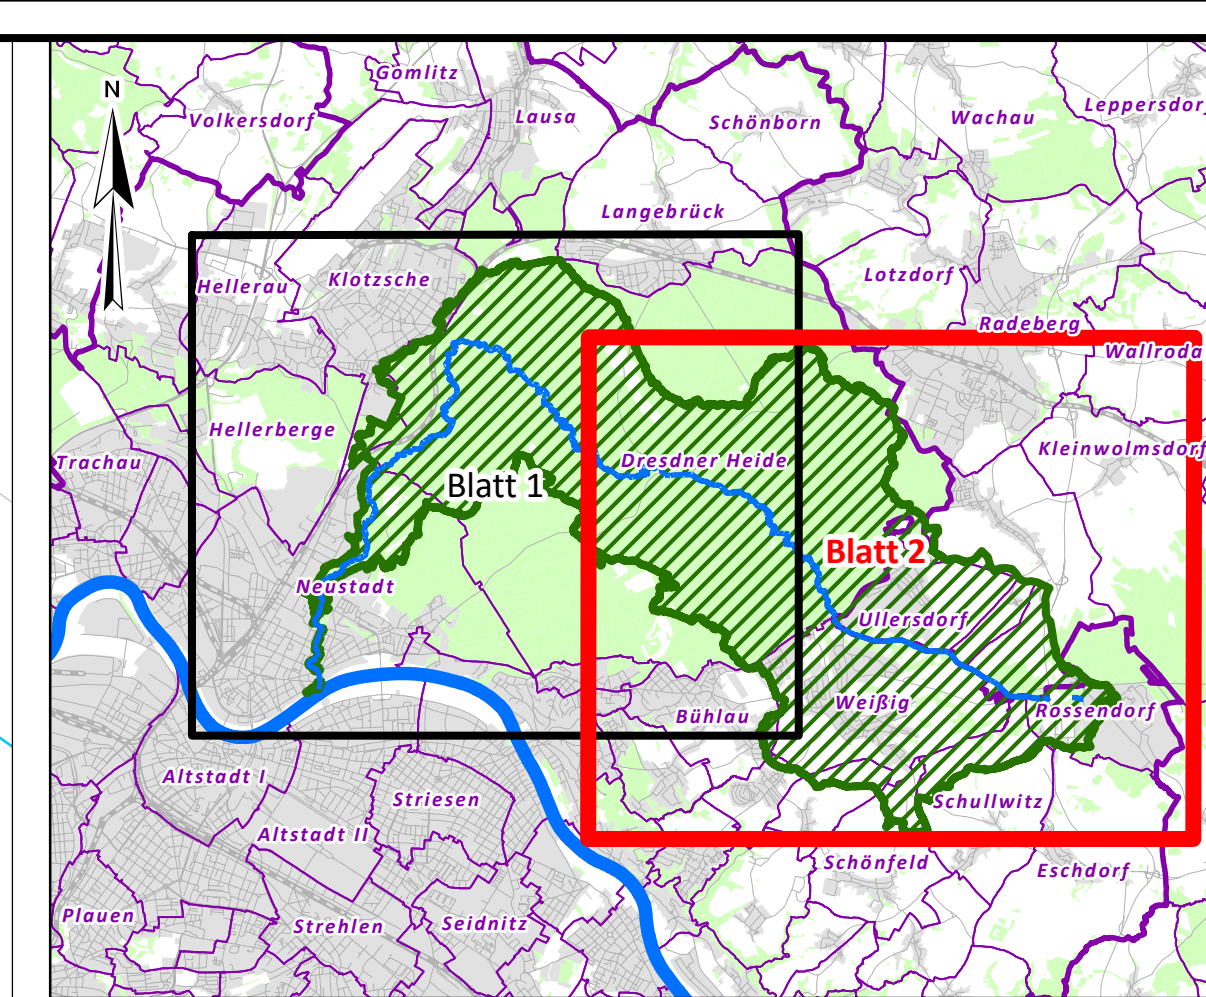 Gomlitz
N
Volkersdorf
Lausa
Schönborn
Wachau
Leppersdorf
Langebrück
Hellerau
Klotzsche
Lotzdorf
Radeberg
Wallroda
Hellerberge
Trachau
Dresdner Heide
Kleinwolmsdorf
Blatt 1
Blatt 2
Neustadt
Ullersdorf
Weißig
Bühlau
Rossendorf
Altstadt I
Striesen
Schullwitz
Altstadt II
Schönfeld
Eschdorf
Plauen
Strehlen
Seidnitz